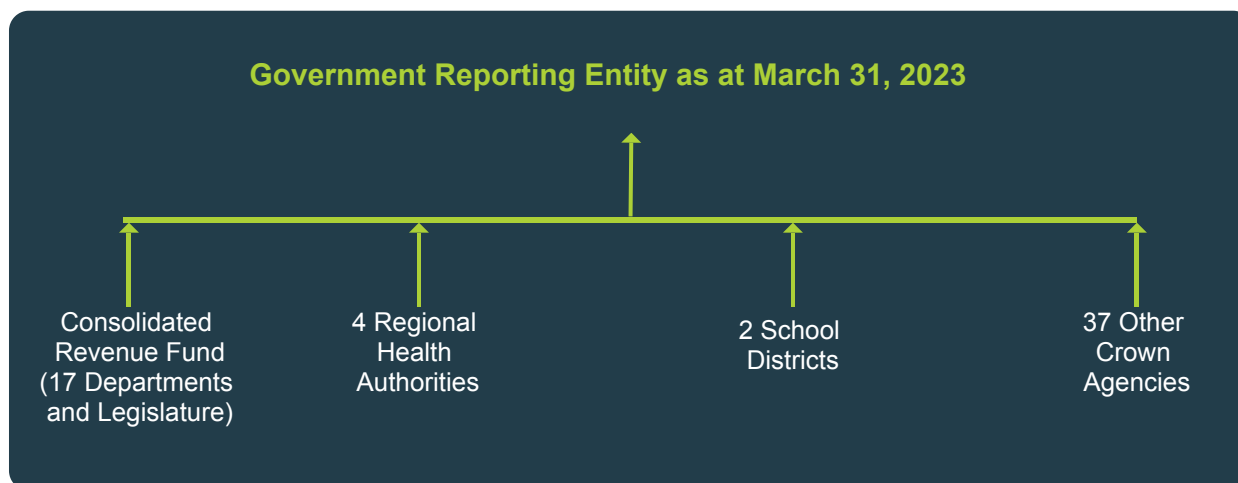 Government Reporting Entity as at March 31, 2023
Consolidated
Revenue Fund
(17 Departments
and Legislature)
4 Regional
Health
Authorities
2 School
Districts
37 Other
Crown
Agencies